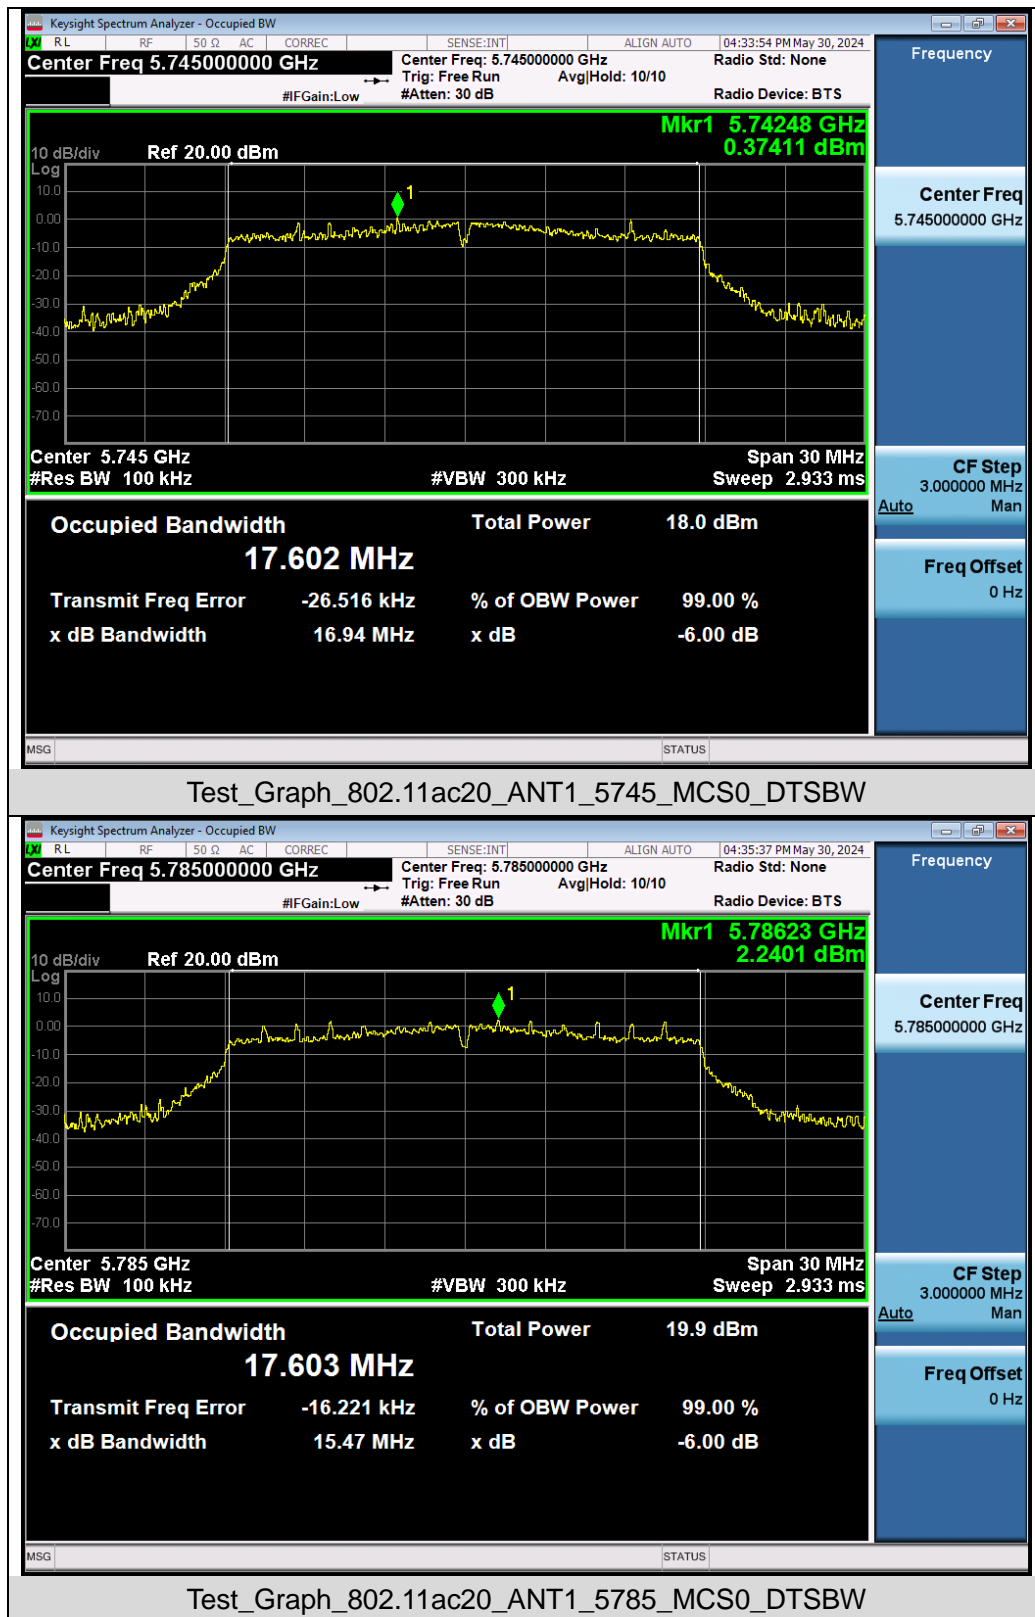 Keysight Spectrum Analyzer - Occupied BW
LXI RL RF 50 Ω AC CORREC SENSE:INT ALIGN AUTO 04:33:54 PM May 30, 2024
Center Freq 5.745000000 GHz Center Freq: 5.745000000 GHz Radio Std: None Frequency
Trig: Free Run Avg|Hold: 10/10
#IFGain:Low #Atten: 30 dB Radio Device: BTS
Mkr1 5.74248 GHz
10 dB/div Ref 20.00 dBm 0.37411 dBm
Log
10.0
0.00
-10.0
-20.0
-30.0
-40.0
-50.0
-60.0
-70.0
1
Center Freq
5.745000000 GHz
Center 5.745 GHz Span 30 MHz
#Res BW 100 kHz #VBW 300 kHz Sweep 2.933 ms
CF Step
3.000000 MHz
Auto Man
Occupied Bandwidth Total Power 18.0 dBm
17.602 MHz
Freq Offset
0 Hz
Transmit Freq Error -26.516 kHz % of OBW Power 99.00 %
x dB Bandwidth 16.94 MHz x dB -6.00 dB
MSG STATUS
Test_Graph_802.11ac20_ANT1_5745_MCS0_DTSBW
Keysight Spectrum Analyzer - Occupied BW
LXI RL RF 50 Ω AC CORREC SENSE:INT ALIGN AUTO 04:35:37 PM May 30, 2024
Center Freq 5.785000000 GHz Center Freq: 5.785000000 GHz Radio Std: None Frequency
Trig: Free Run Avg|Hold: 10/10
#IFGain:Low #Atten: 30 dB Radio Device: BTS
Mkr1 5.78623 GHz
10 dB/div Ref 20.00 dBm 2.2401 dBm
Log
10.0
0.00
-10.0
-20.0
-30.0
-40.0
-50.0
-60.0
-70.0
1
Center Freq
5.785000000 GHz
Center 5.785 GHz Span 30 MHz
#Res BW 100 kHz #VBW 300 kHz Sweep 2.933 ms
CF Step
3.000000 MHz
Auto Man
Occupied Bandwidth Total Power 19.9 dBm
17.603 MHz
Freq Offset
0 Hz
Transmit Freq Error -16.221 kHz % of OBW Power 99.00 %
x dB Bandwidth 15.47 MHz x dB -6.00 dB
MSG STATUS
Test_Graph_802.11ac20_ANT1_5785_MCS0_DTSBW